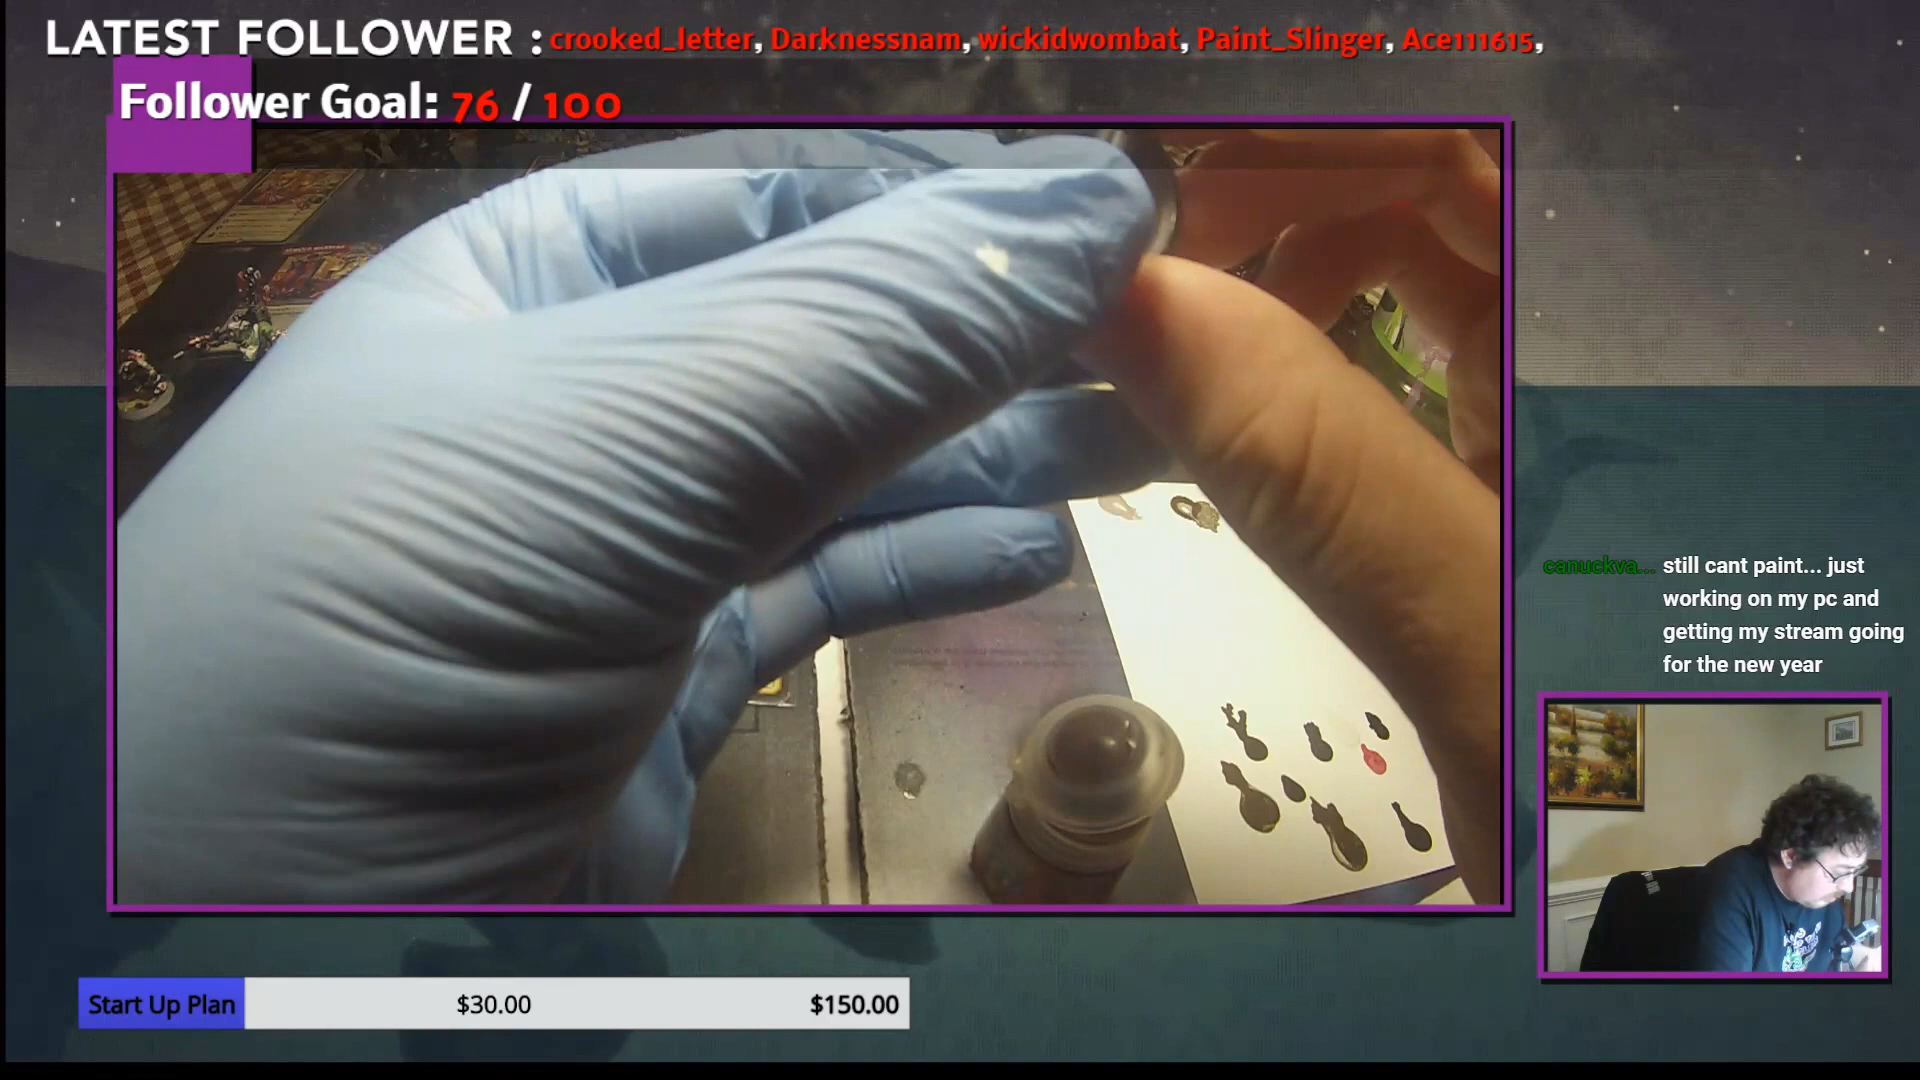 LATEST FOLLOWER : crooked_letter, Darknessnam, wickidwombat, Paint_Slinger, Ace111615,
Follower Goal: 76 / 100
canuckva... still cant paint... just
working on my pc and
getting my stream going
for the new year
Start Up Plan $30.00 $150.00